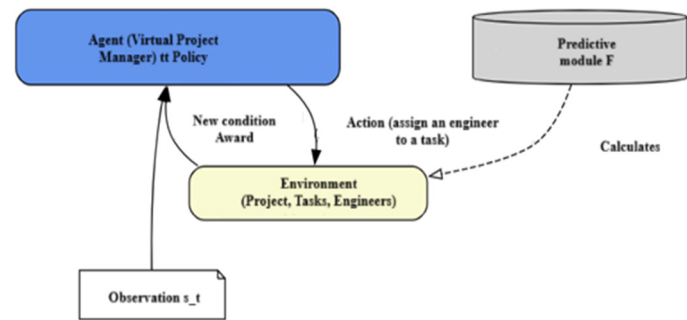 Agent (Virtual Project
Manager) tt Policy
Predictive
module F
New condition
Award
Action (assign an engineer
to a task)
Calculates
Environment
(Project, Tasks, Engineers)
Observation s_t